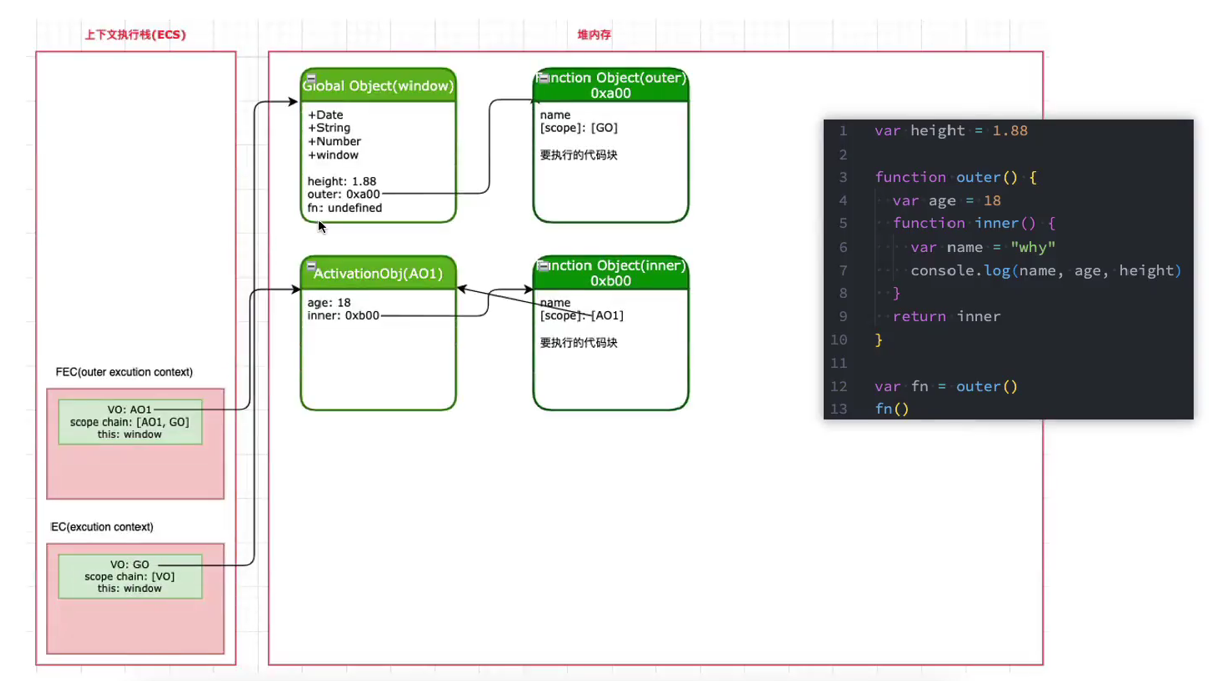 上下文执行栈(ECS)
堆内存
Global Object(window)
+Date
+String
+Number
+window
height: 1.88
outer: 0xa00
fn: undefined
unction Object(outer)
0xa00
name
[scope]: [GO]
要执行的代码块
ActivationObj(AO1)
age: 18
inner: 0xb00
unction Object(inner)
0xb00
name
[scope]: [AO1]
要执行的代码块
FEC(outer excution context)
VO: AO1
scope chain: [AO1, GO]
this: window
EC(excution context)
VO: GO
scope chain: [VO]
this: window
1 var height = 1.88
2
3 function outer() {
4 var age = 18
5 function inner() {
6 var name = "why"
7 console.log(name, age, height)
8 }
9 return inner
10 }
11
12 var fn = outer()
13 fn()